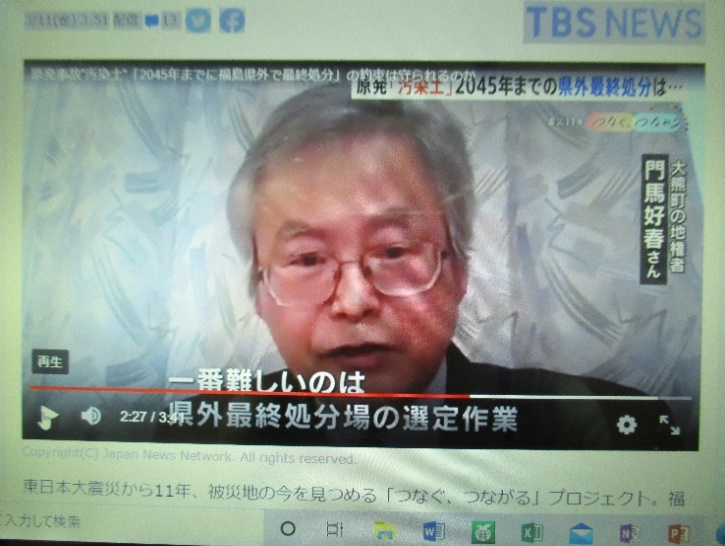 3/11(金) 3:51 配信 13
TBS NEWS
原発事故“汚染土”「2045年までに福島県外で最終処分」の約束は守られるのか
原発「汚染土」2045年までの県外最終処分は…
震災11年 つなぐ、つながる
大熊町の地権者
門馬好春さん
再生
一番難しいのは
県外最終処分場の選定作業
2:27 / 3:41
Copyright(C) Japan News Network. All rights reserved.
東日本大震災から11年、被災地の今を見つめる「つなぐ、つながる」プロジェクト。福
に入力して検索